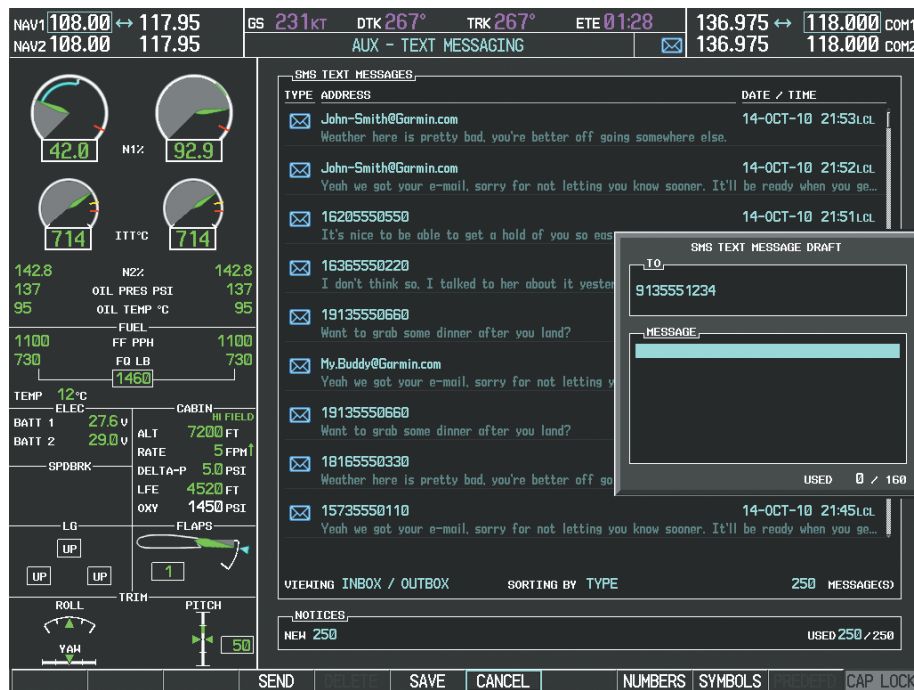 NAV1 108.00 ↔ 117.95
NAV2 108.00 117.95
GS 231KT DTK 267° TRK 267° ETE 01:28
AUX - TEXT MESSAGING
136.975 ↔ 118.000 COM1
136.975 118.000 COM2
42.0 N1% 92.9
714 ITT°C 714
142.8 N2% 142.8
137 OIL PRES PSI 137
95 OIL TEMP °C 95
FUEL
1100 FF PPH 1100
730 FQ LB 730
1460
TEMP 12°C
ELEC
BATT 1 27.6 V
BATT 2 29.0 V
SPDBRK
CABIN
HI FIELD
ALT 7200 FT
RATE 5 FPM↑
DELTA-P 5.0 PSI
LFE 4520 FT
OXY 1450 PSI
LG
UP
UP UP
FLAPS
1
TRIM
ROLL PITCH
YAW
50
SMS TEXT MESSAGES
TYPE ADDRESS DATE / TIME
John-Smith@Garmin.com 14-OCT-10 21:53LCL
Weather here is pretty bad, you're better off going somewhere else.
John-Smith@Garmin.com 14-OCT-10 21:52LCL
Yeah we got your e-mail, sorry for not letting you know sooner. It'll be ready when you ge...
16205550550 14-OCT-10 21:51LCL
It's nice to be able to get a hold of you so eas
16365550220
I don't think so, I talked to her about it yester
19135550660
Want to grab some dinner after you land?
My.Buddy@Garmin.com
Yeah we got your e-mail, sorry for not letting y
19135550660
Want to grab some dinner after you land?
18165550330
Weather here is pretty bad, you're better off go
15735550110 14-OCT-10 21:45LCL
Yeah we got your e-mail, sorry for not letting you know sooner. It'll be ready when you ge...
VIEWING INBOX / OUTBOX SORTING BY TYPE 250 MESSAGE(S)
SMS TEXT MESSAGE DRAFT
TO
9135551234
MESSAGE
USED 0 / 160
NOTICES
NEW 250 USED 250/250
SEND DELETE SAVE CANCEL NUMBERS SYMBOLS PREDEFD CAP LOCK